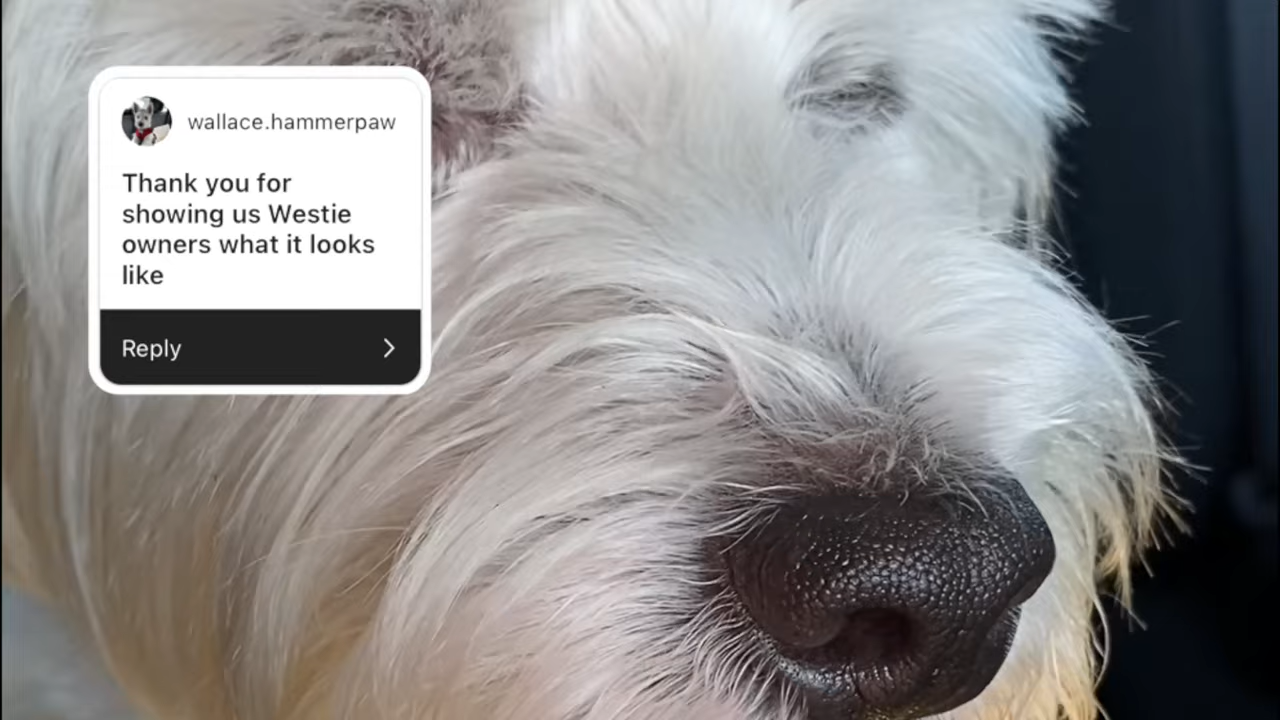 wallace.hammerpaw
Thank you for
showing us Westie
owners what it looks
like
Reply